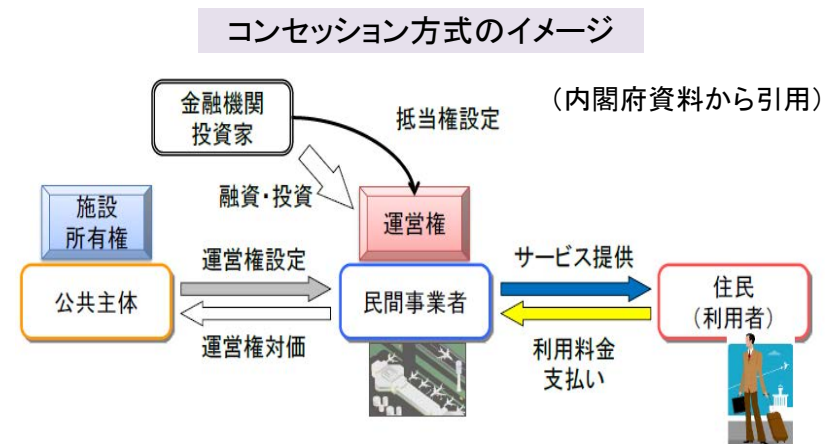 コンセッション方式のイメージ
（内閣府資料から引用）
金融機関
投資家
抵当権設定
融資・投資
施設
所有権
運営権
運営権設定
サービス提供
公共主体
民間事業者
住民
（利用者）
運営権対価
利用料金
支払い